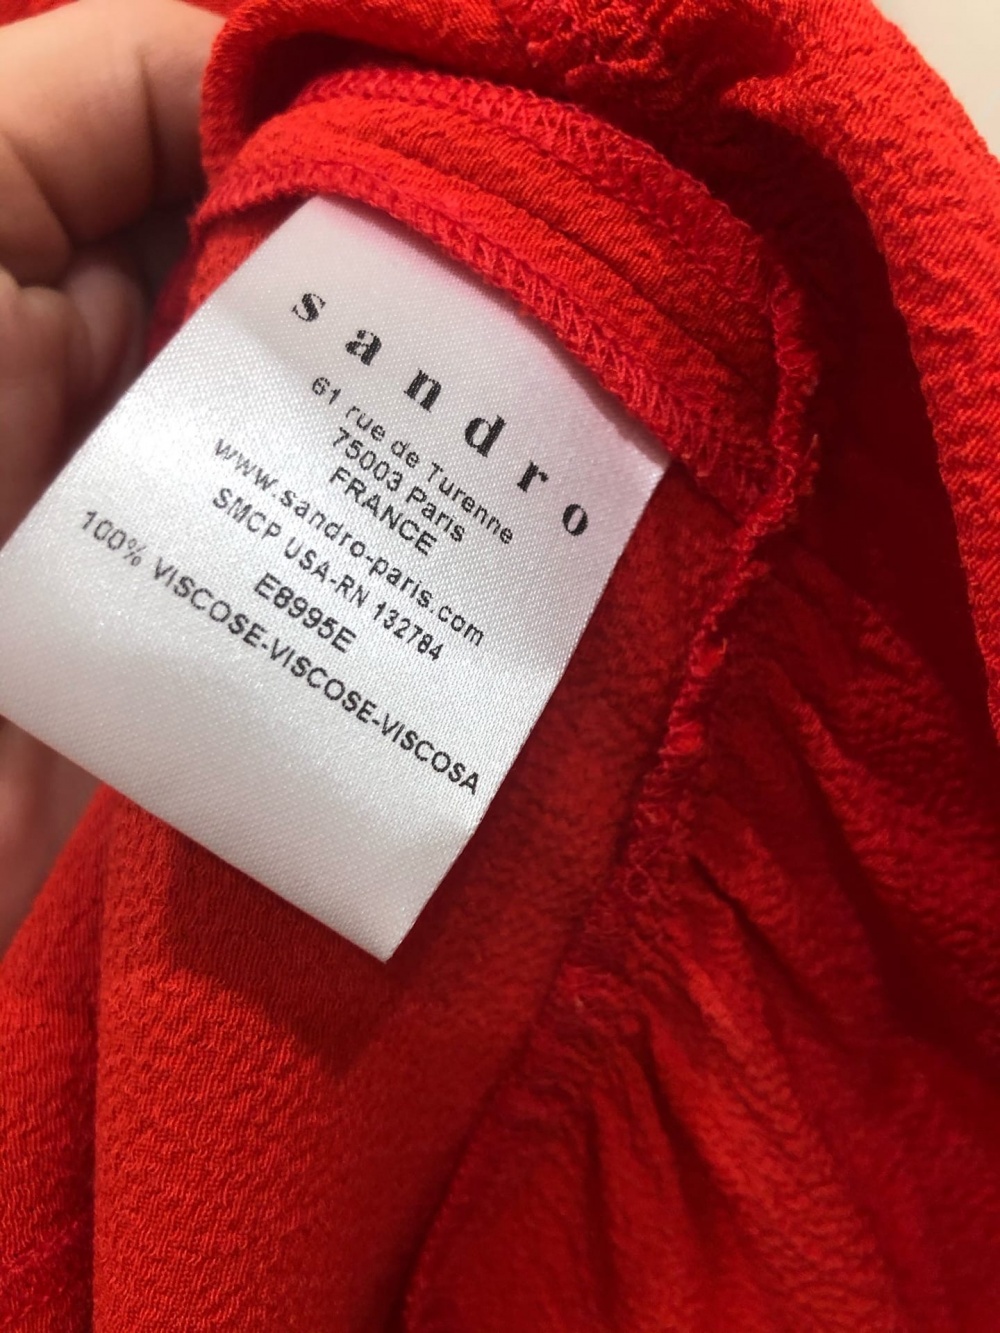 sandro
61 rue de Turenne
75003 Paris
FRANCE
www.sandro-paris.com
SMCP USA-RN 132784
E8995E
100% VISCOSE-VISCOSE-VISCOSA